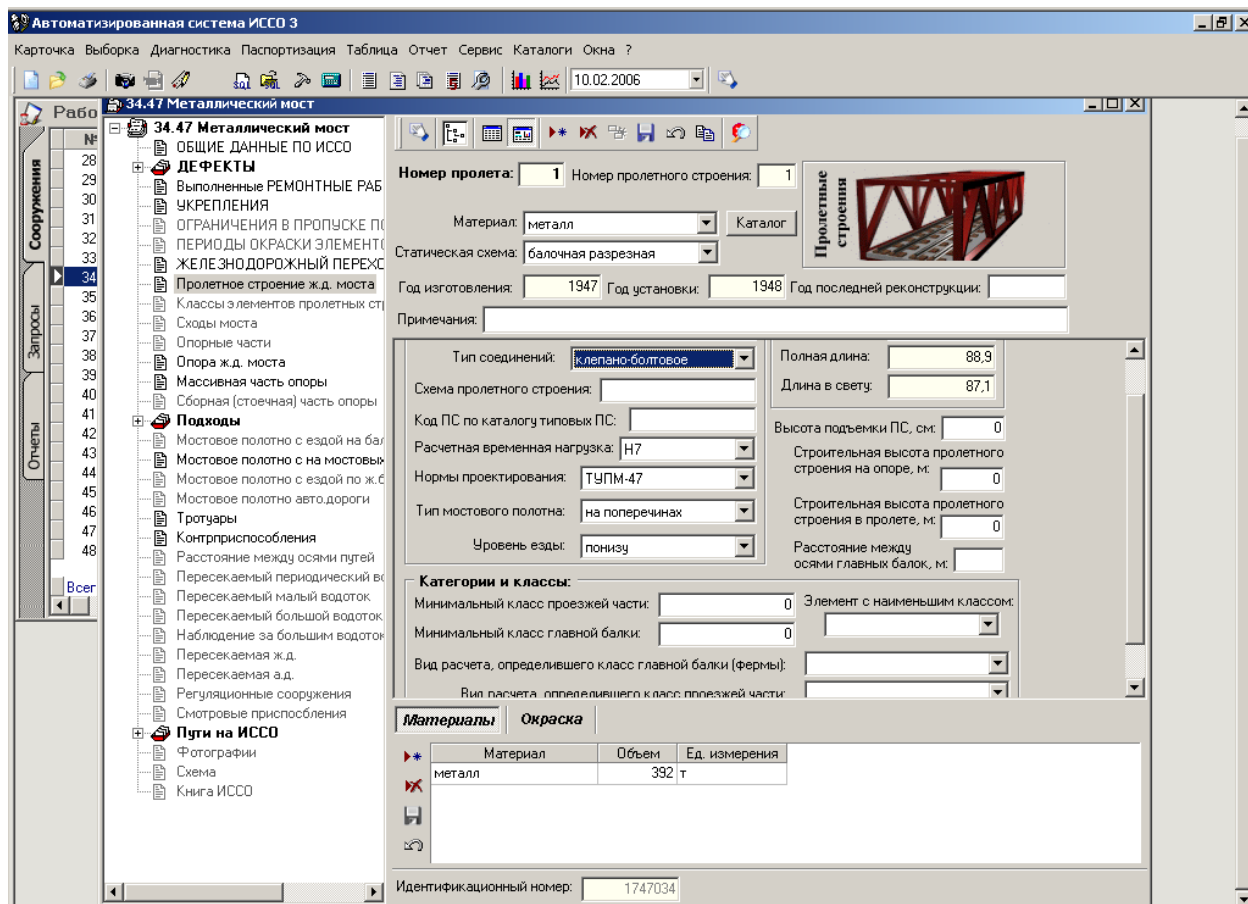 Автоматизированная система ИССО 3
Карточка Выборка Диагностика Паспортизация Таблица Отчет Сервис Каталоги Окна ?
SQL SQL 10.02.2006
Рабо
№
28
29
30
31
32
33
34
35
36
37
38
39
40
41
42
43
44
45
46
47
48
Всег
Сооружения
Запросы
Отчеты
34.47 Металлический мост
34.47 Металлический мост
ОБЩИЕ ДАННЫЕ ПО ИССО
ДЕФЕКТЫ
Выполненные РЕМОНТНЫЕ РАБ
УКРЕПЛЕНИЯ
ОГРАНИЧЕНИЯ В ПРОПУСКЕ ПО
ПЕРИОДЫ ОКРАСКИ ЭЛЕМЕНТО
ЖЕЛЕЗНОДОРОЖНЫЙ ПЕРЕХО
Пролетное строение ж.д. моста
Классы элементов пролетных стр
Сходы моста
Опорные части
Опора ж.д. моста
Массивная часть опоры
Сборная (стоечная) часть опоры
Подходы
Мостовое полотно с ездой на бал
Мостовое полотно с на мостовых
Мостовое полотно с ездой по ж.б
Мостовое полотно авто.дороги
Тротуары
Контрприспособления
Расстояние между осями путей
Пересекаемый периодический во
Пересекаемый малый водоток
Пересекаемый большой водоток
Наблюдение за большим водоток
Пересекаемая ж.д.
Пересекаемая а.д.
Регуляционные сооружения
Смотровые приспосбления
Пути на ИССО
Фотографии
Схема
Книга ИССО
Номер пролета: 1 Номер пролетного строения: 1
Материал: металл Каталог
Статическая схема: балочная разрезная
Пролетные
строения
Год изготовления: 1947 Год установки: 1948 Год последней реконструкции:
Примечания:
Тип соединений: клепано-болтовое
Схема пролетного строения:
Код ПС по каталогу типовых ПС:
Расчетная временная нагрузка: Н7
Нормы проектирования: ТУПМ-47
Тип мостового полотна: на поперечинах
Уровень езды: понизу
Полная длина: 88,9
Длина в свету: 87,1
Высота подъемки ПС, см: 0
Строительная высота пролетного
строения на опоре, м: 0
Строительная высота пролетного
строения в пролете, м: 0
Расстояние между
осями главных балок, м:
Категории и классы:
Минимальный класс проезжей части: 0
Минимальный класс главной балки: 0
Элемент с наименьшим классом:
Вид расчета, определившего класс главной балки (фермы):
Вид расчета, определившего класс проезжей части:
Материалы Окраска
Материал Объем Ед. измерения
металл 392 т
Идентификационный номер: 1747034